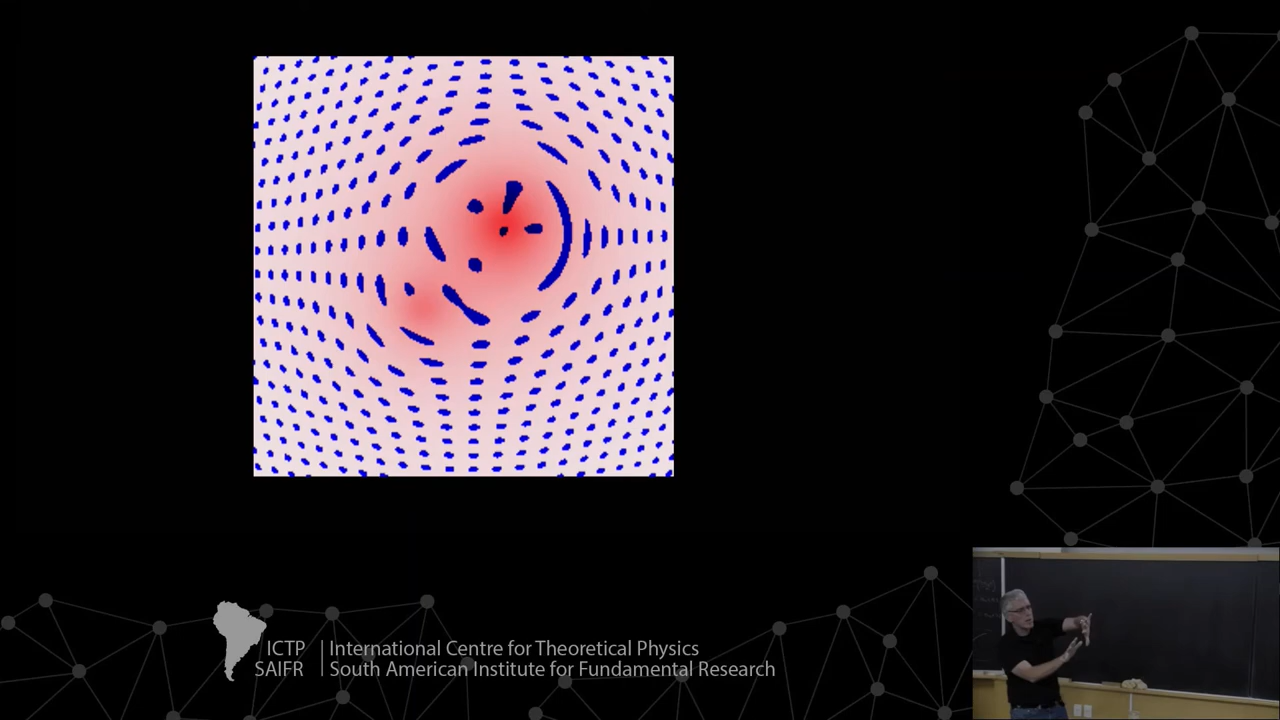 ICTP
SAIFR
International Centre for Theoretical Physics
South American Institute for Fundamental Research